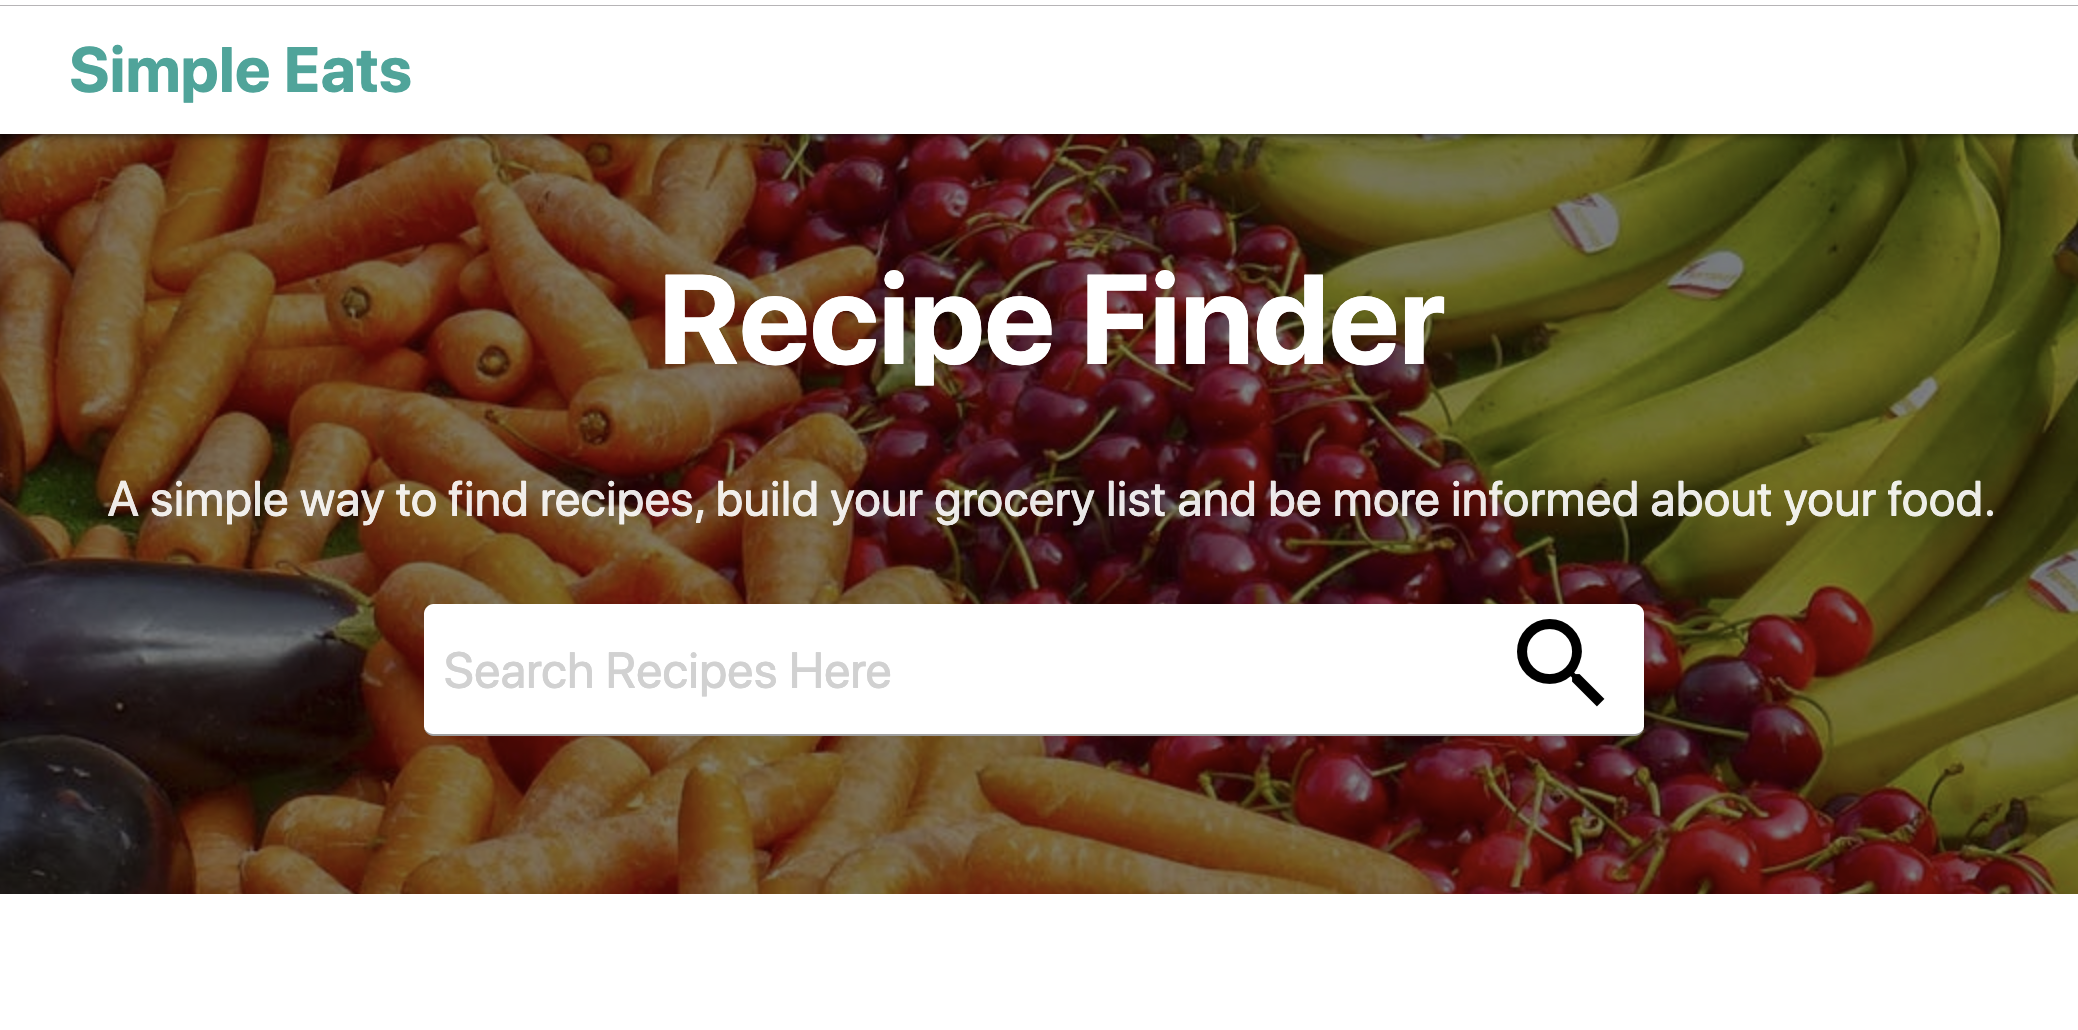 Simple Eats
Recipe Finder
A simple way to find recipes, build your grocery list and be more informed about your food.
Search Recipes Here